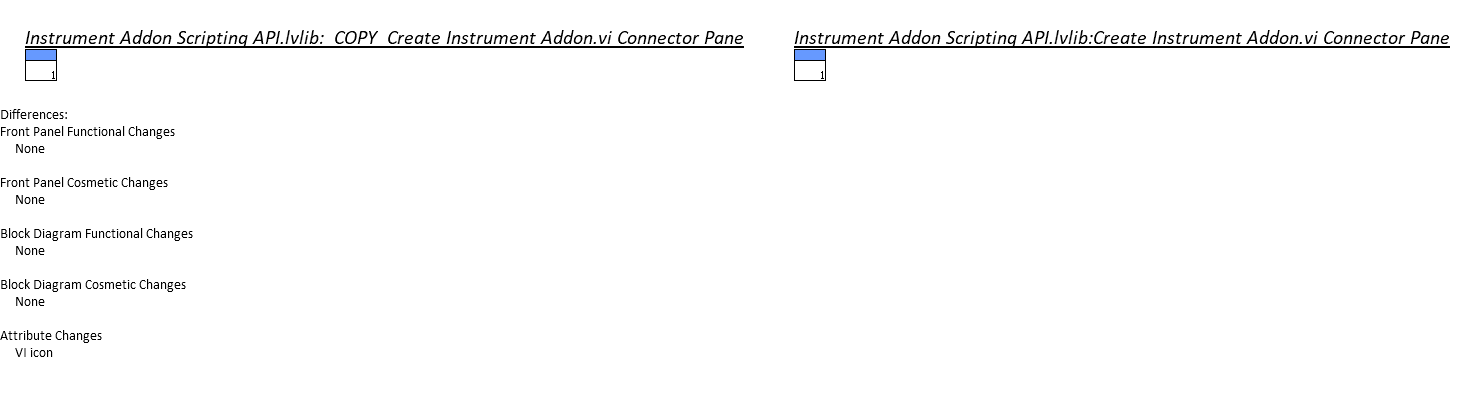 Instrument Addon Scripting API.lvlib:_COPY_Create Instrument Addon.vi Connector Pane
Instrument Addon Scripting API.lvlib:Create Instrument Addon.vi Connector Pane
1
1
Differences:
Front Panel Functional Changes
None
Front Panel Cosmetic Changes
None
Block Diagram Functional Changes
None
Block Diagram Cosmetic Changes
None
Attribute Changes
VI icon